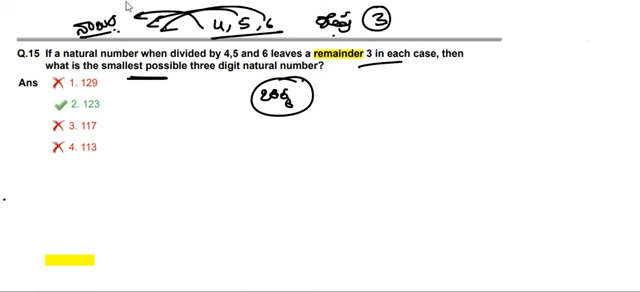 4, 5, 6 ಶೇಷ 3
Q.15 If a natural number when divided by 4,5 and 6 leaves a remainder 3 in each case, then
what is the smallest possible three digit natural number?
Ans 1. 129
2. 123
3. 117
4. 113